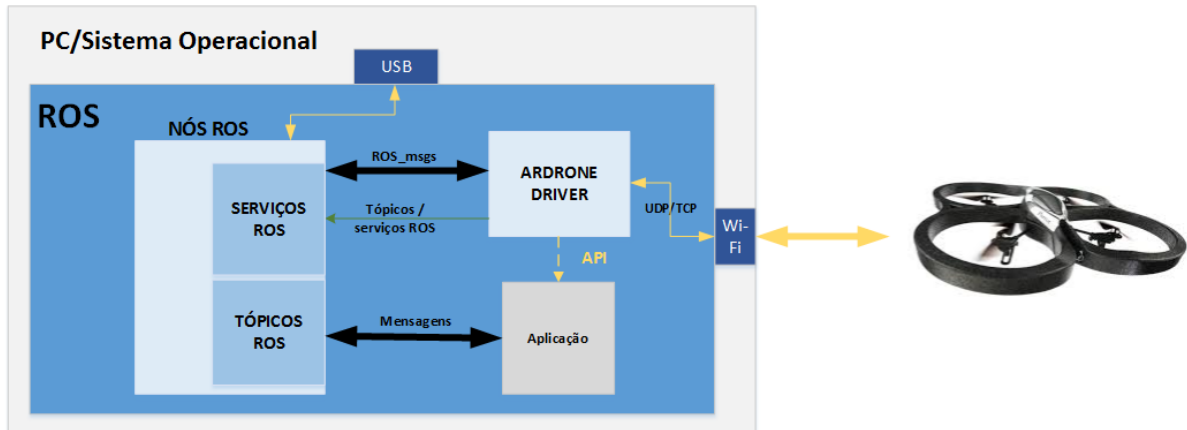 PC/Sistema Operacional
USB
ROS
NÓS ROS
ROS_msgs
ARDRONE
DRIVER
SERVIÇOS
ROS
Tópicos /
serviços ROS
UDP/TCP
Wi-
Fi
API
TÓPICOS
ROS
Mensagens
Aplicação